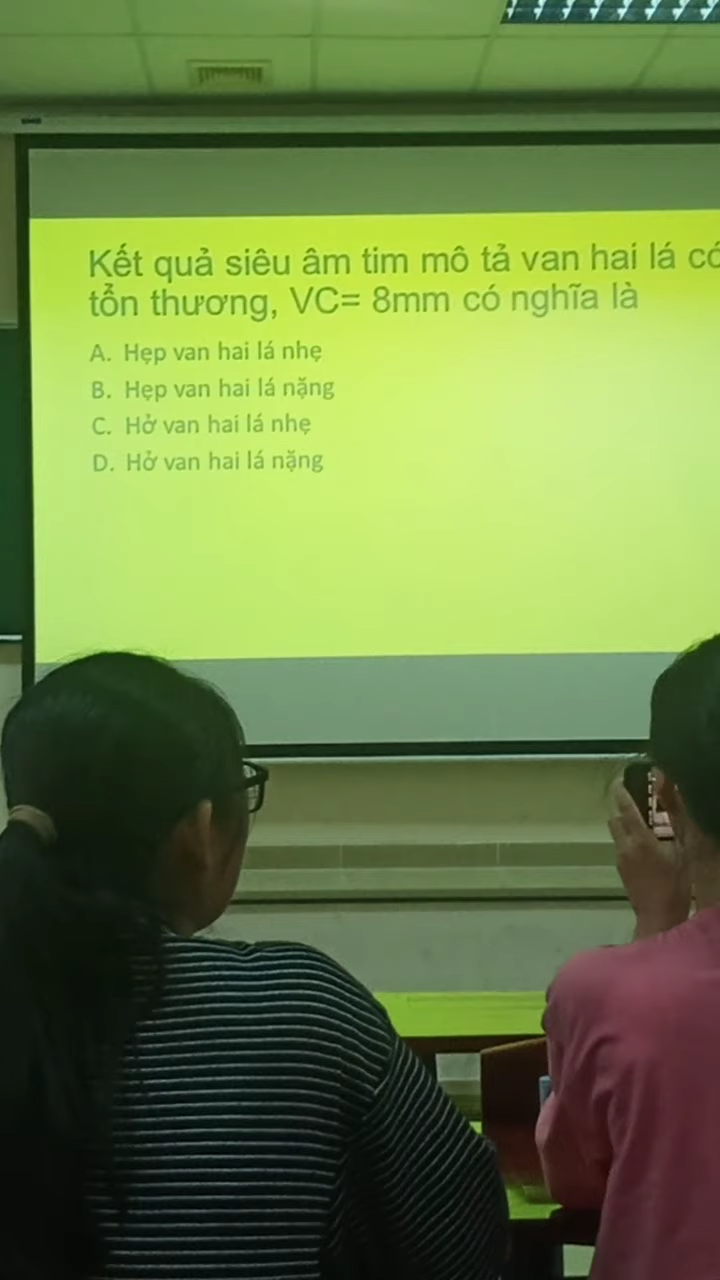 Kết quả siêu âm tim mô tả van hai lá có
tổn thương, VC= 8mm có nghĩa là
A. Hẹp van hai lá nhẹ
B. Hẹp van hai lá nặng
C. Hở van hai lá nhẹ
D. Hở van hai lá nặng